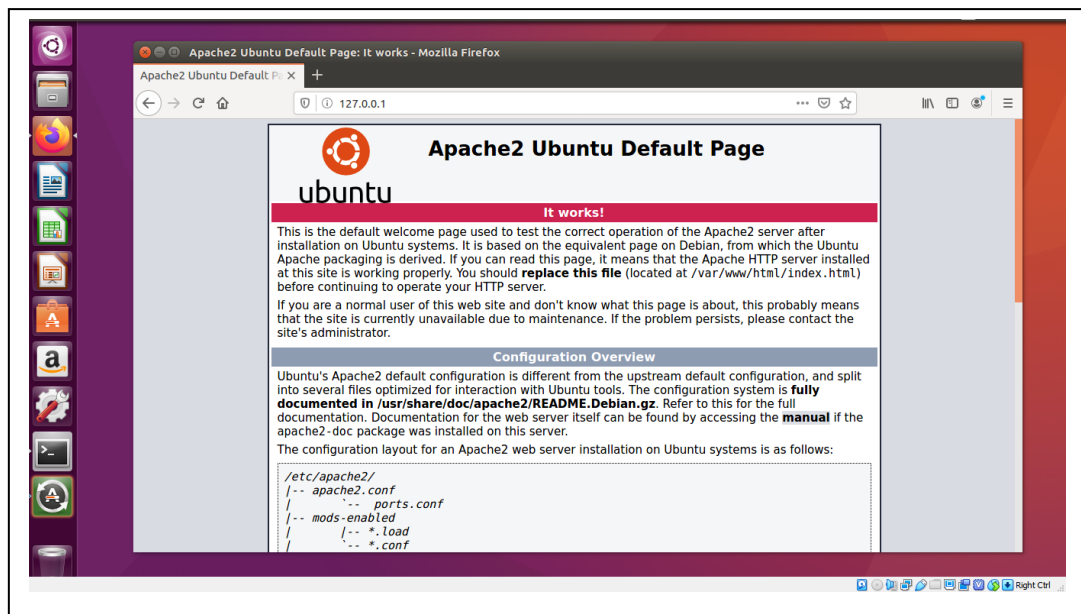 Apache2 Ubuntu Default Page: It works - Mozilla Firefox
Apache2 Ubuntu Default Pa
127.0.0.1
ubuntu
Apache2 Ubuntu Default Page
It works!
This is the default welcome page used to test the correct operation of the Apache2 server after
installation on Ubuntu systems. It is based on the equivalent page on Debian, from which the Ubuntu
Apache packaging is derived. If you can read this page, it means that the Apache HTTP server installed
at this site is working properly. You should replace this file (located at /var/www/html/index.html)
before continuing to operate your HTTP server.
If you are a normal user of this web site and don't know what this page is about, this probably means
that the site is currently unavailable due to maintenance. If the problem persists, please contact the
site's administrator.
Configuration Overview
Ubuntu's Apache2 default configuration is different from the upstream default configuration, and split
into several files optimized for interaction with Ubuntu tools. The configuration system is fully
documented in /usr/share/doc/apache2/README.Debian.gz. Refer to this for the full
documentation. Documentation for the web server itself can be found by accessing the manual if the
apache2-doc package was installed on this server.
The configuration layout for an Apache2 web server installation on Ubuntu systems is as follows:
/etc/apache2/
|-- apache2.conf
|       `--  ports.conf
|-- mods-enabled
|       |-- *.load
|       `-- *.conf
Right Ctrl